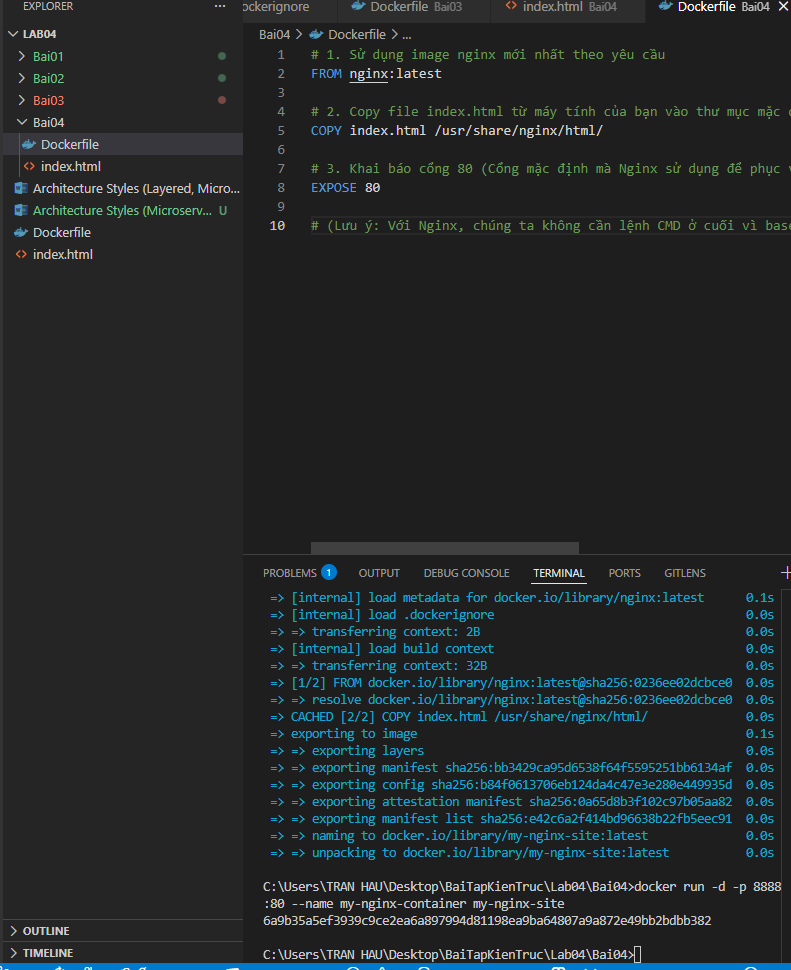 EXPLORER
LAB04
Bai01
Bai02
Bai03
Bai04
Dockerfile
index.html
Architecture Styles (Layered, Micro...
Architecture Styles (Microserv... U
Dockerfile
index.html
OUTLINE
TIMELINE
ockerignore
Dockerfile Bai03
index.html Bai04
Dockerfile Bai04
Bai04 > Dockerfile > ...
1 # 1. Sử dụng image nginx mới nhất theo yêu cầu
2 FROM nginx:latest
3
4 # 2. Copy file index.html từ máy tính của bạn vào thư mục mặc
5 COPY index.html /usr/share/nginx/html/
6
7 # 3. Khai báo cổng 80 (Cổng mặc định mà Nginx sử dụng để phục
8 EXPOSE 80
9
10 # (Lưu ý: Với Nginx, chúng ta không cần lệnh CMD ở cuối vì base
PROBLEMS 1 OUTPUT DEBUG CONSOLE TERMINAL PORTS GITLENS
=> [internal] load metadata for docker.io/library/nginx:latest 0.1s
=> [internal] load .dockerignore 0.0s
=> => transferring context: 2B 0.0s
=> [internal] load build context 0.0s
=> => transferring context: 32B 0.0s
=> [1/2] FROM docker.io/library/nginx:latest@sha256:0236ee02dcbce0 0.0s
=> => resolve docker.io/library/nginx:latest@sha256:0236ee02dcbce0 0.0s
=> CACHED [2/2] COPY index.html /usr/share/nginx/html/ 0.0s
=> exporting to image 0.1s
=> => exporting layers 0.0s
=> => exporting manifest sha256:bb3429ca95d6538f64f5595251bb6134af 0.0s
=> => exporting config sha256:b84f0613706eb124da4c47e3e280e449935d 0.0s
=> => exporting attestation manifest sha256:0a65d8b3f102c97b05aa82 0.0s
=> => exporting manifest list sha256:e42c6a2f414bd96638b22fb5eec91 0.0s
=> => naming to docker.io/library/my-nginx-site:latest 0.0s
=> => unpacking to docker.io/library/my-nginx-site:latest 0.0s
C:\Users\TRAN HAU\Desktop\BaiTapKienTruc\Lab04\Bai04>docker run -d -p 8888
:80 --name my-nginx-container my-nginx-site
6a9b35a5ef3939c9ce2ea6a897994d81198ea9ba64807a9a872e49bb2bdbb382
C:\Users\TRAN HAU\Desktop\BaiTapKienTruc\Lab04\Bai04>